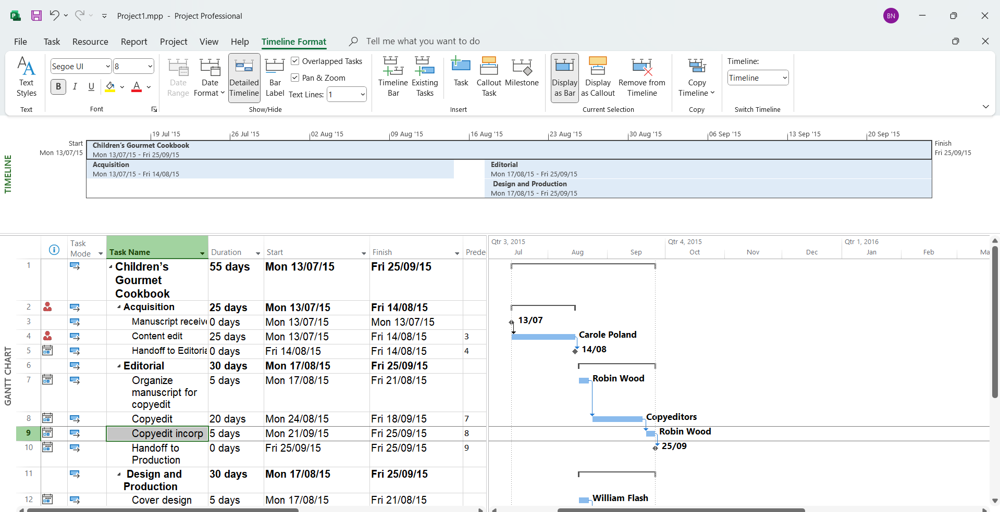 Project1.mpp - Project Professional
BN
File Task Resource Report Project View Help Timeline Format Tell me what you want to do
Text Styles
Text
Segoe UI 8
B I U A
Font
Date Range
Date Format
Detailed Timeline
Bar Label
Overlapped Tasks
Pan & Zoom
Text Lines: 1
Show/Hide
Timeline Bar
Existing Tasks
Task
Callout Task
Milestone
Insert
Display as Bar
Display as Callout
Remove from Timeline
Current Selection
Copy Timeline
Copy
Timeline:
Timeline
Switch Timeline
TIMELINE
19 Jul '15 26 Jul '15 02 Aug '15 09 Aug '15 16 Aug '15 23 Aug '15 30 Aug '15 06 Sep '15 13 Sep '15 20 Sep '15
Start
Mon 13/07/15
Children's Gourmet Cookbook
Mon 13/07/15 - Fri 25/09/15
Finish
Fri 25/09/15
Acquisition
Mon 13/07/15 - Fri 14/08/15
Editorial
Mon 17/08/15 - Fri 25/09/15
Design and Production
Mon 17/08/15 - Fri 25/09/15
GANTT CHART
Task Mode Task Name Duration Start Finish Prede
1 Children's Gourmet Cookbook 55 days Mon 13/07/15 Fri 25/09/15
2 Acquisition 25 days Mon 13/07/15 Fri 14/08/15
3 Manuscript receive 0 days Mon 13/07/15 Mon 13/07/15
4 Content edit 25 days Mon 13/07/15 Fri 14/08/15 3
5 Handoff to Editoria 0 days Fri 14/08/15 Fri 14/08/15 4
6 Editorial 30 days Mon 17/08/15 Fri 25/09/15
7 Organize manuscript for copyedit 5 days Mon 17/08/15 Fri 21/08/15
8 Copyedit 20 days Mon 24/08/15 Fri 18/09/15 7
9 Copyedit incorp 5 days Mon 21/09/15 Fri 25/09/15 8
10 Handoff to Production 0 days Fri 25/09/15 Fri 25/09/15 9
11 Design and Production 30 days Mon 17/08/15 Fri 25/09/15
12 Cover design 5 days Mon 17/08/15 Fri 21/08/15
Qtr 3, 2015 Qtr 4, 2015 Qtr 1, 2016
Jul Aug Sep Oct Nov Dec Jan Feb Ma
13/07
Carole Poland
14/08
Robin Wood
Copyeditors
Robin Wood
25/09
William Flash